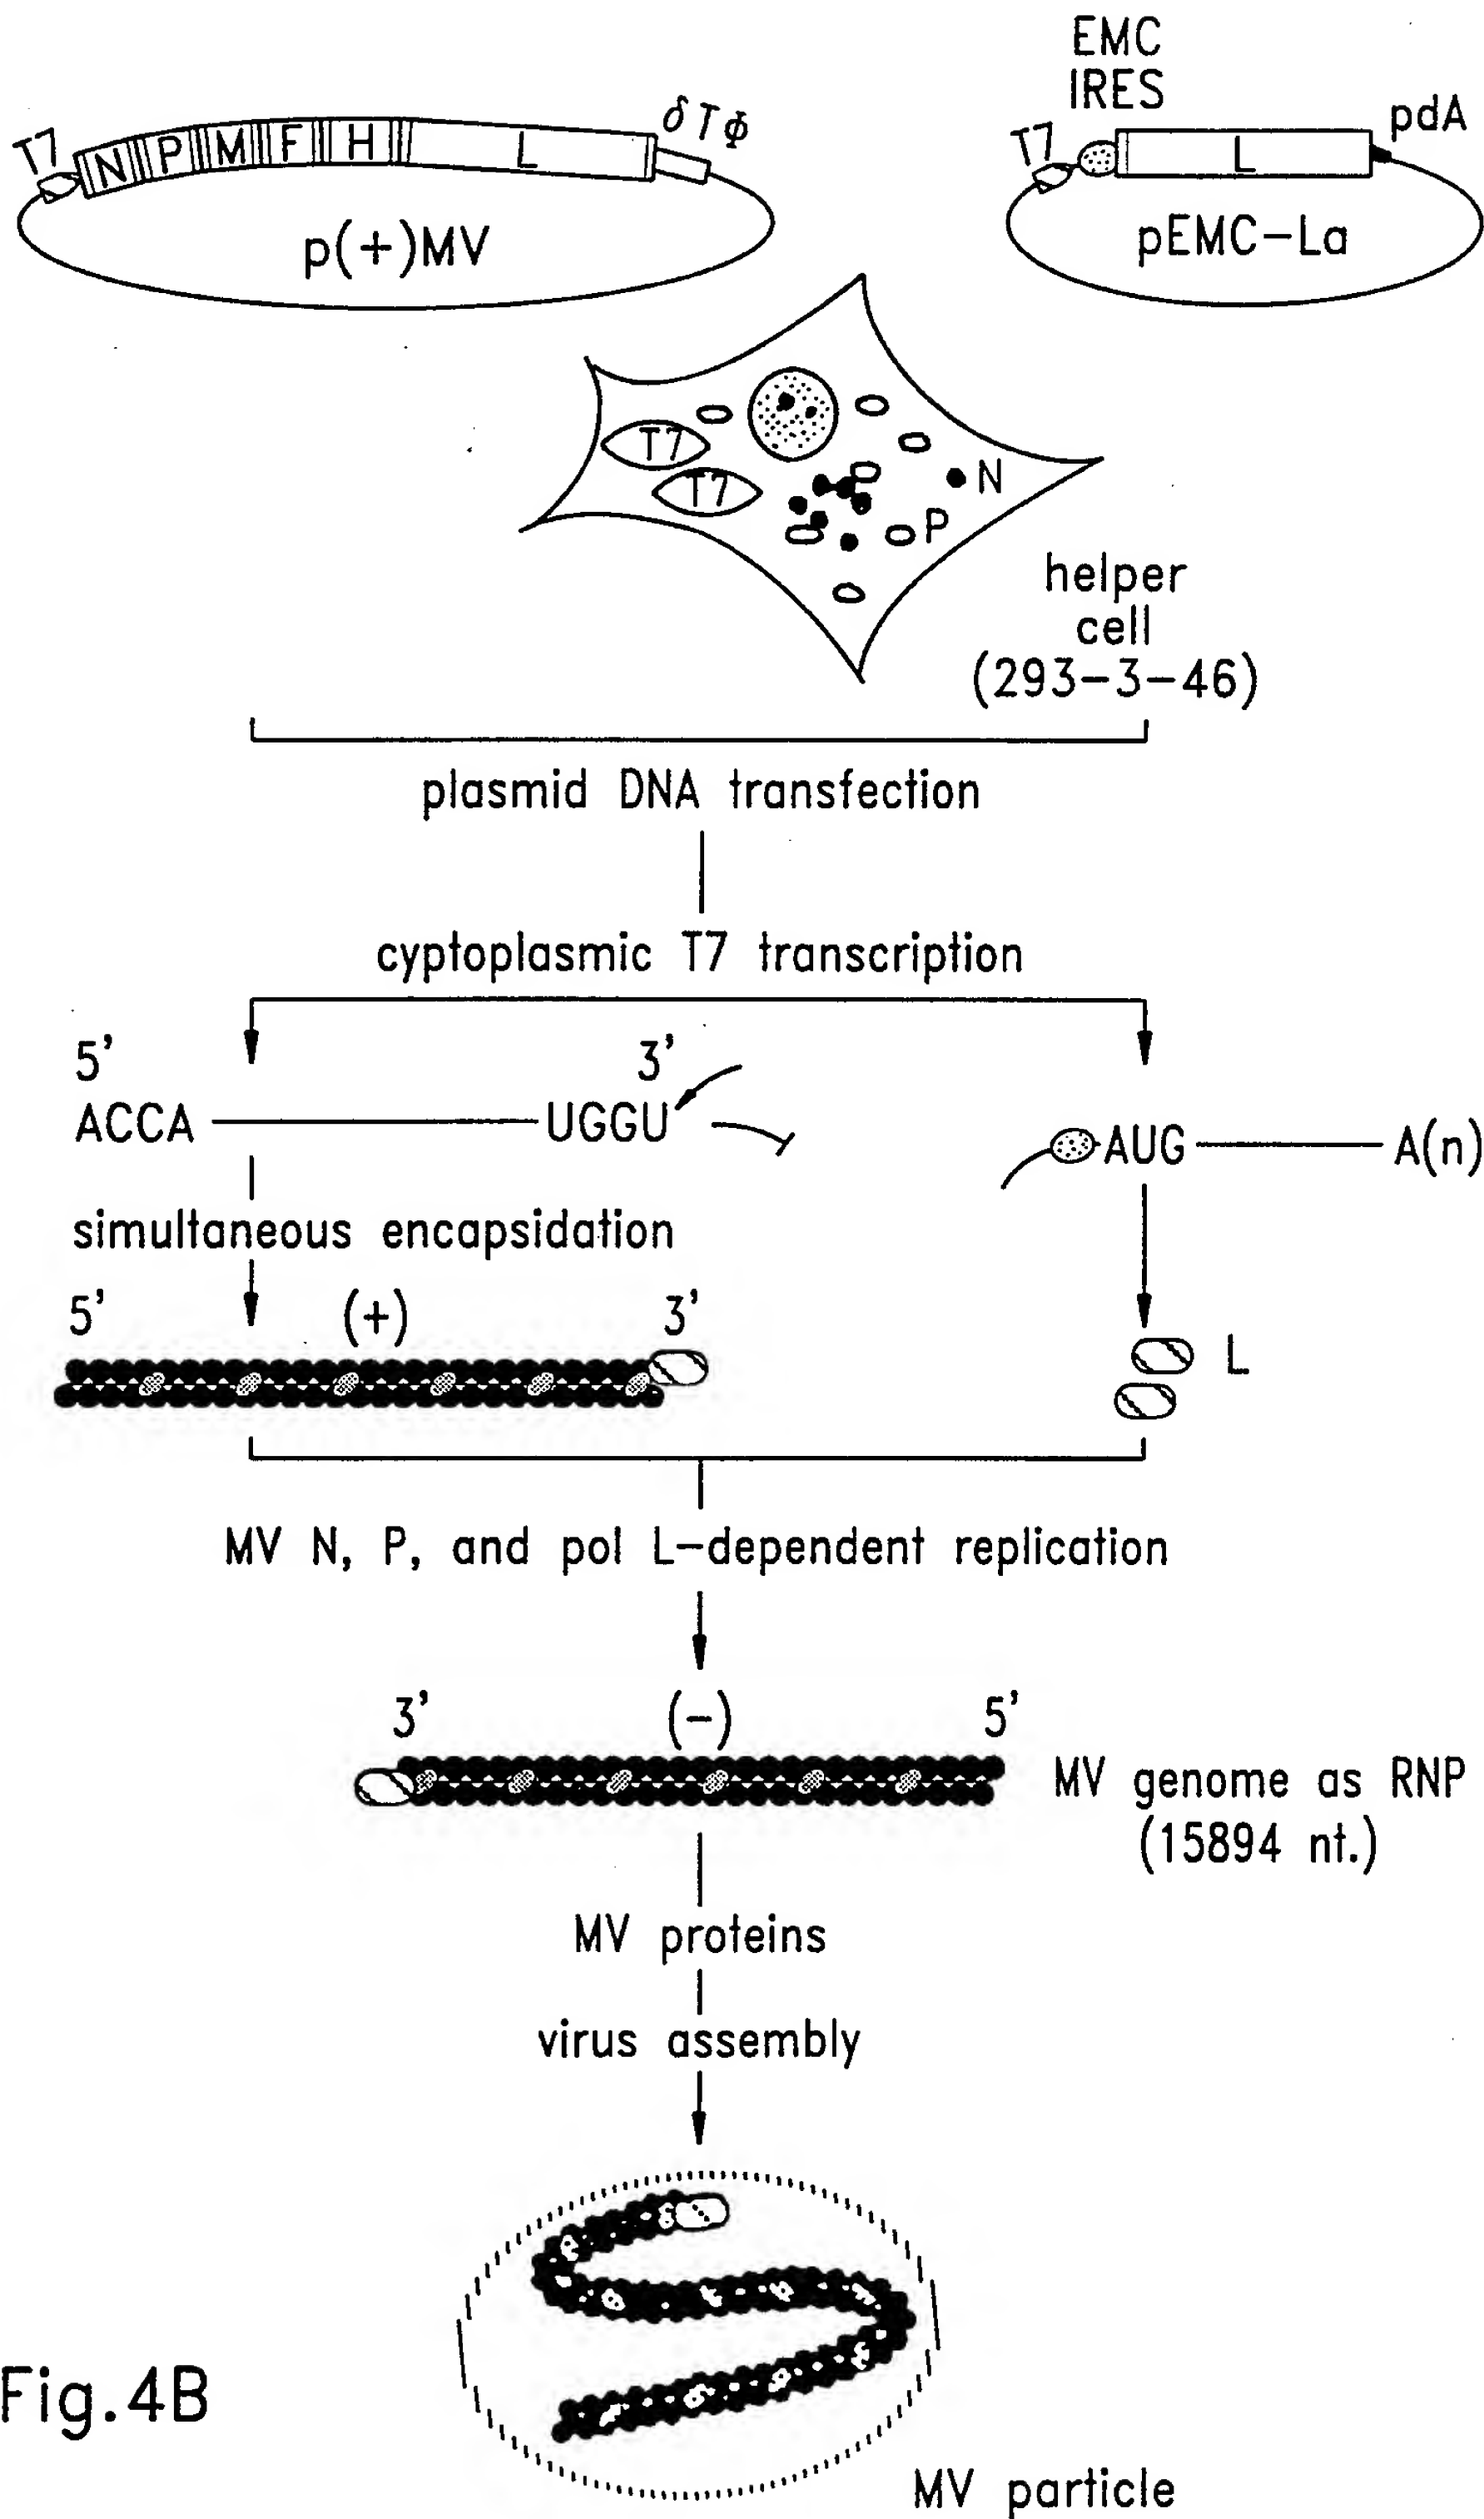 EMC
IRES
T7
N P M F H L
δTΦ
p(+)MV
T7
L
pdA
pEMC-La
T7
T7
N
P
helper
cell
(293-3-46)
plasmid DNA transfection
cyptoplasmic T7 transcription
5' 3'
ACCA UGGU
AUG A(n)
simultaneous encapsidation
5' (+) 3'
L
MV N, P, and pol L-dependent replication
3' (-) 5'
MV genome as RNP
(15894 nt.)
MV proteins
virus assembly
Fig.4B
MV particle